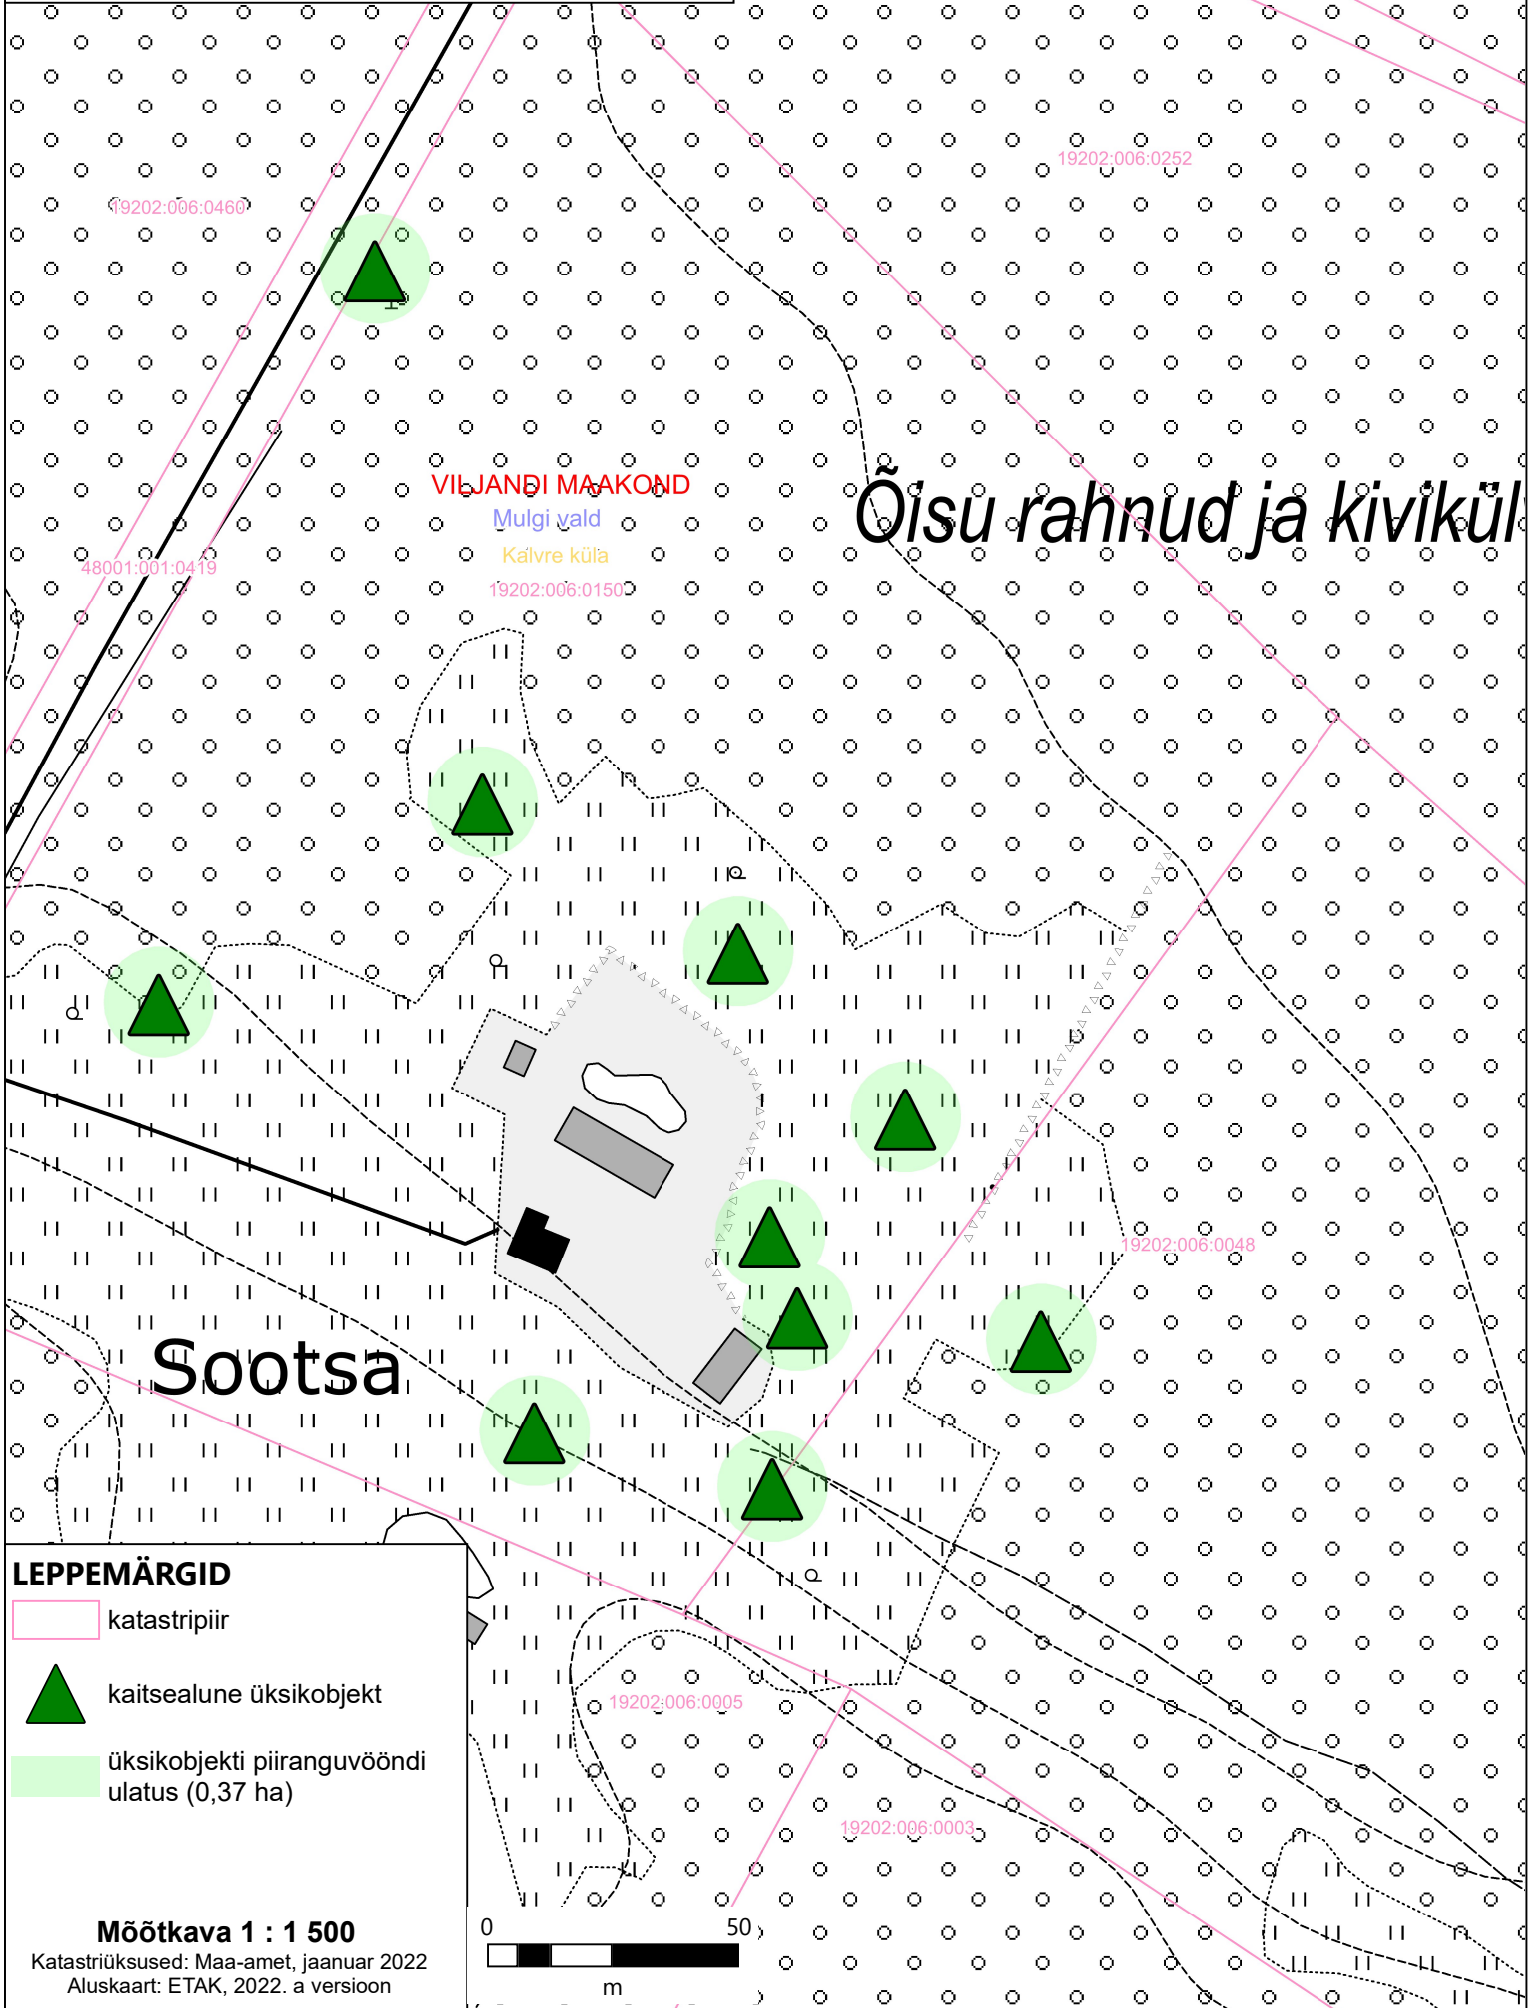 19202:006:0252
19202:006:0460
VILJANDI MAAKOND
Mulgi vald
Kalvre küla
19202:006:0150
Õisu rahnud ja kivikül
48001:001:0419
19202:006:0048
Sootsa
19202:006:0005
19202:006:0003
LEPPEMÄRGID
katastripiir
kaitsealune üksikobjekt
üksikobjekti piiranguvööndi
ulatus (0,37 ha)
Mõõtkava 1 : 1 500
Katastriüksused: Maa-amet, jaanuar 2022
Aluskaart: ETAK, 2022. a versioon
0 50
m